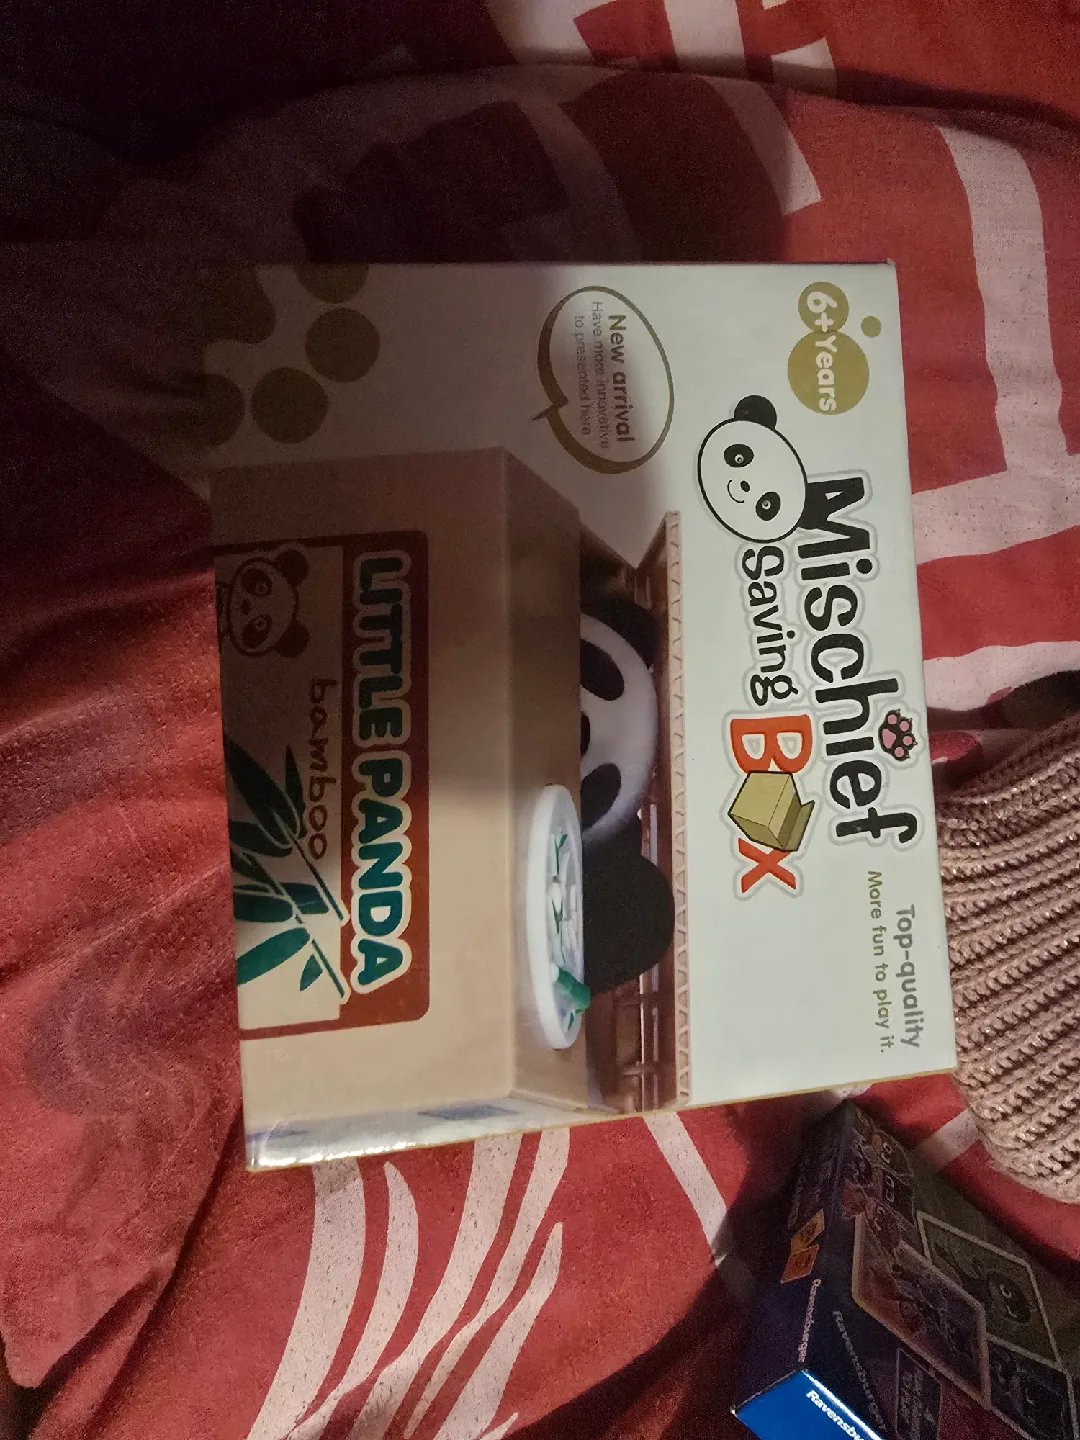 6+Years
Mischief
Saving
Box
Top-quality
More fun to play it.
New arrival
Have more innovative
to presented here
LITTLE PANDA
bamboo
Ravensburger
Ravensburger